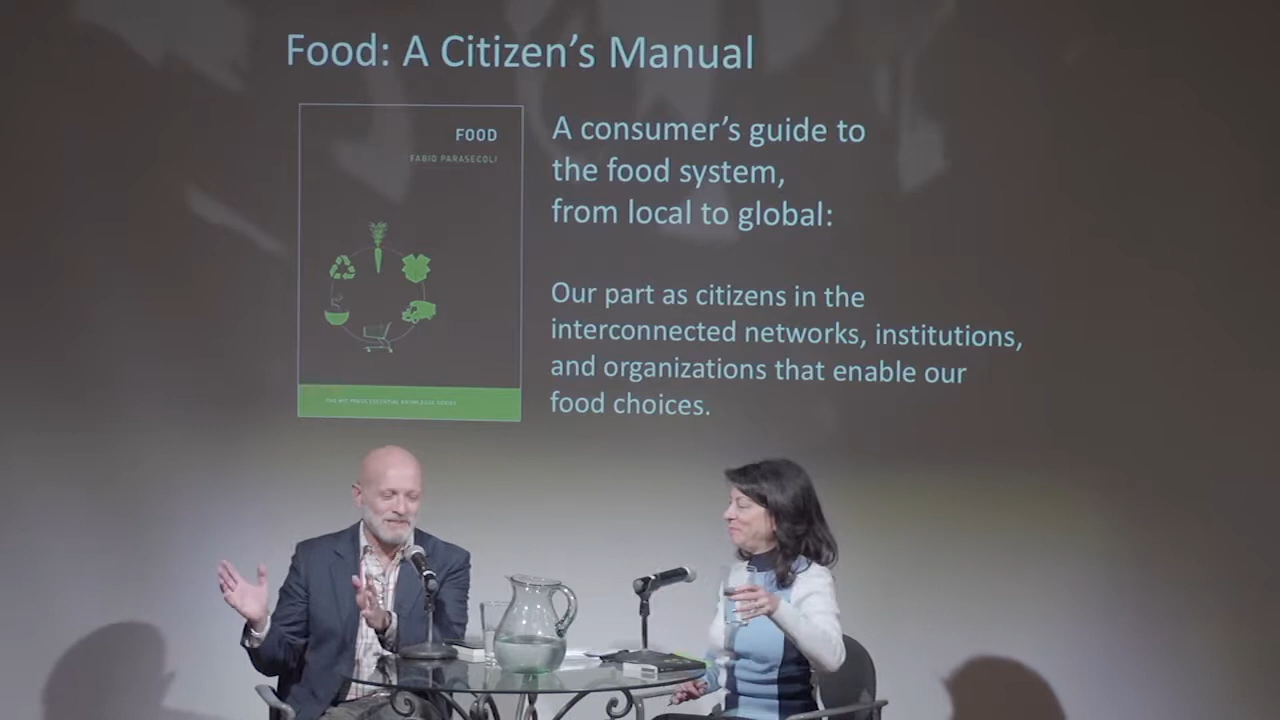 Food: A Citizen's Manual
FOOD
FABIO PARASECOLI
A consumer's guide to
the food system,
from local to global:
Our part as citizens in the
interconnected networks, institutions,
and organizations that enable our
food choices.
THE MIT PRESS ESSENTIAL KNOWLEDGE SERIES